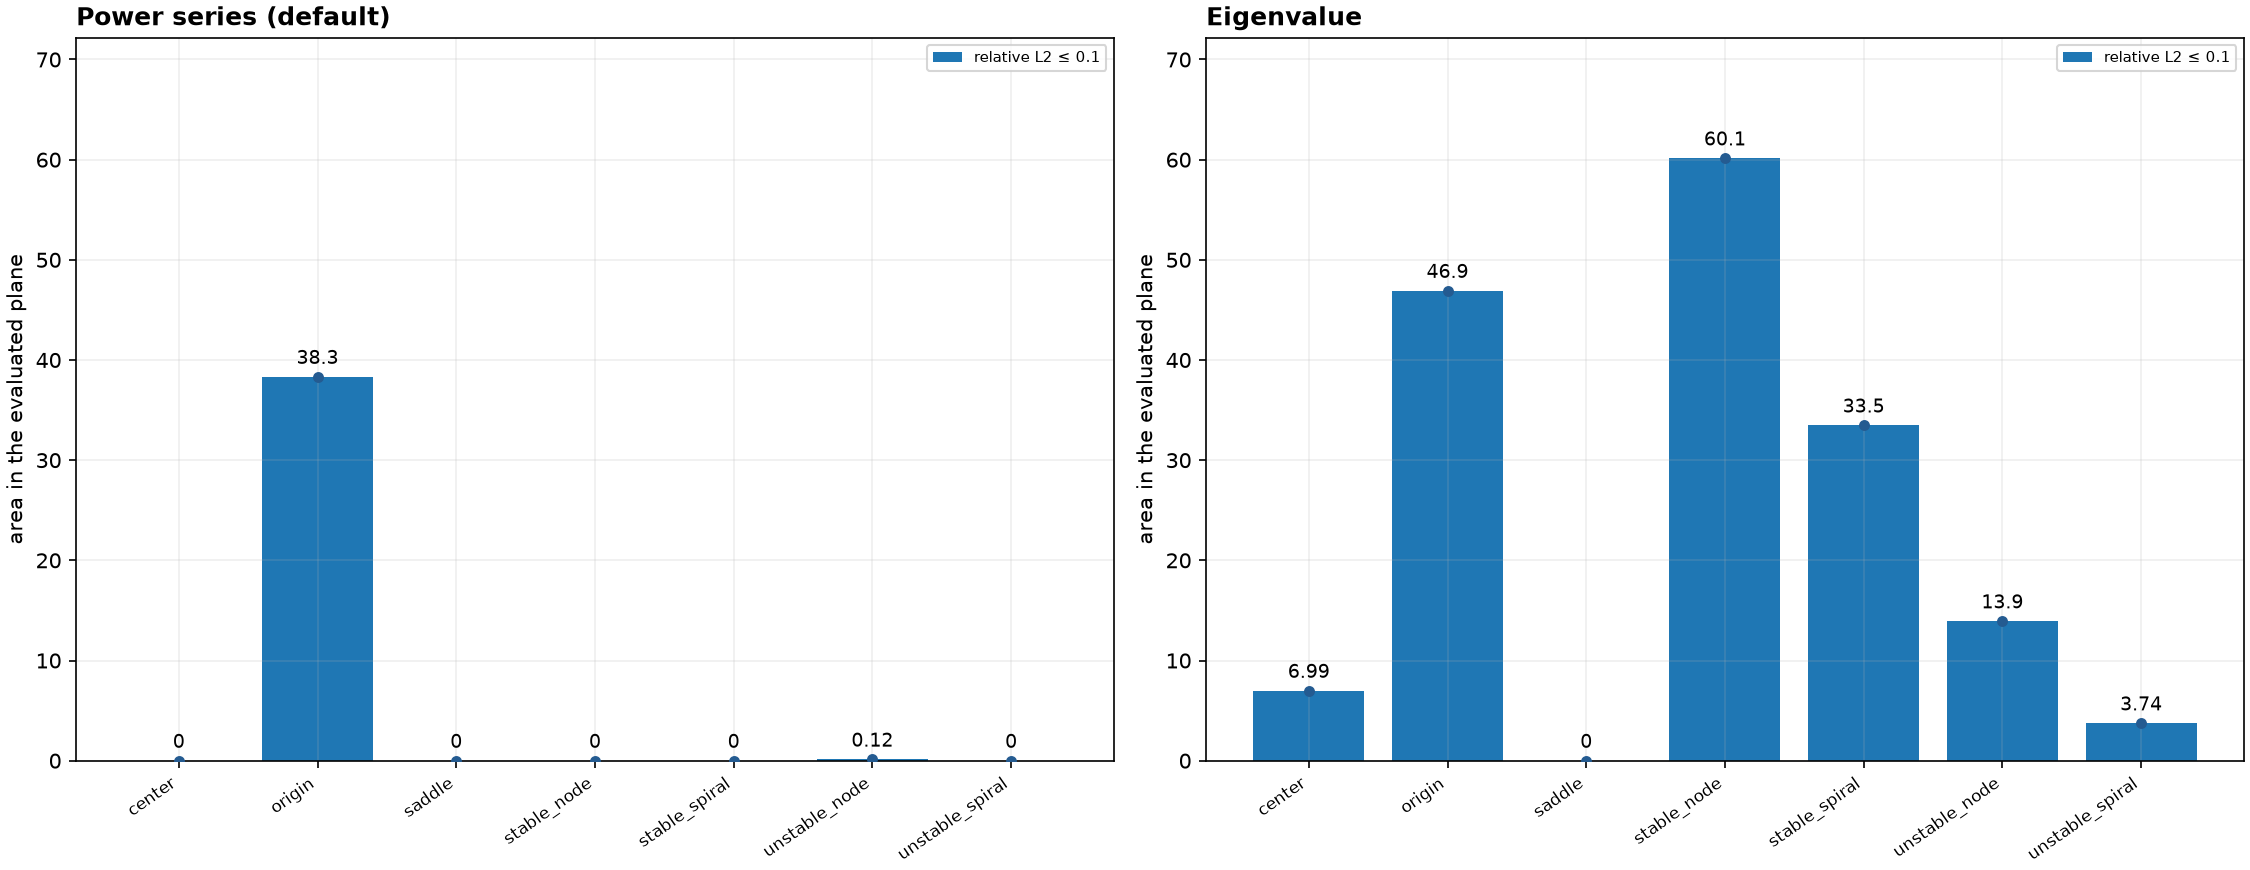 Power series (default)
relative L2 ≤ 0.1
area in the evaluated plane
70
60
50
40
30
20
10
0
0
38.3
0
0
0
0.12
0
center
origin
saddle
stable_node
stable_spiral
unstable_node
unstable_spiral
Eigenvalue
relative L2 ≤ 0.1
area in the evaluated plane
70
60
50
40
30
20
10
0
6.99
46.9
0
60.1
33.5
13.9
3.74
center
origin
saddle
stable_node
stable_spiral
unstable_node
unstable_spiral